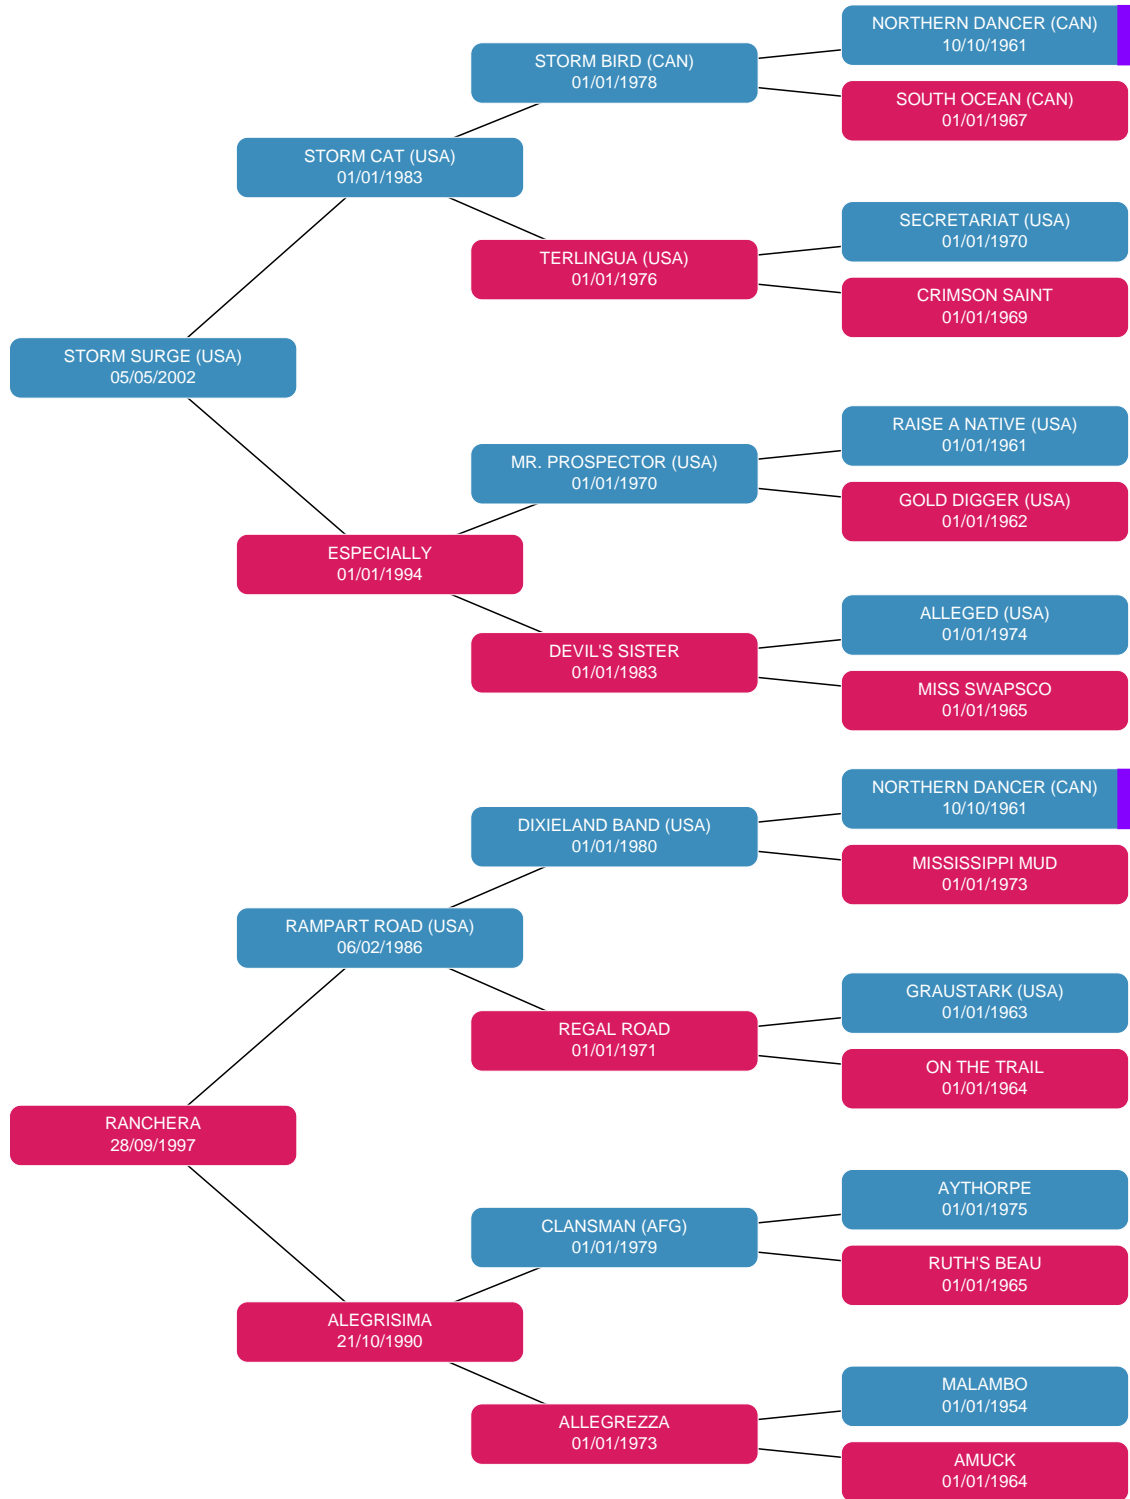 NORTHERN DANCER (CAN)
10/10/1961
STORM BIRD (CAN)
01/01/1978
SOUTH OCEAN (CAN)
01/01/1967
STORM CAT (USA)
01/01/1983
SECRETARIAT (USA)
01/01/1970
TERLINGUA (USA)
01/01/1976
CRIMSON SAINT
01/01/1969
STORM SURGE (USA)
05/05/2002
RAISE A NATIVE (USA)
01/01/1961
MR. PROSPECTOR (USA)
01/01/1970
GOLD DIGGER (USA)
01/01/1962
ESPECIALLY
01/01/1994
ALLEGED (USA)
01/01/1974
DEVIL'S SISTER
01/01/1983
MISS SWAPSCO
01/01/1965
NORTHERN DANCER (CAN)
10/10/1961
DIXIELAND BAND (USA)
01/01/1980
MISSISSIPPI MUD
01/01/1973
RAMPART ROAD (USA)
06/02/1986
GRAUSTARK (USA)
01/01/1963
REGAL ROAD
01/01/1971
ON THE TRAIL
01/01/1964
RANCHERA
28/09/1997
AYTHORPE
01/01/1975
CLANSMAN (AFG)
01/01/1979
RUTH'S BEAU
01/01/1965
ALEGRISIMA
21/10/1990
MALAMBO
01/01/1954
ALLEGREZZA
01/01/1973
AMUCK
01/01/1964